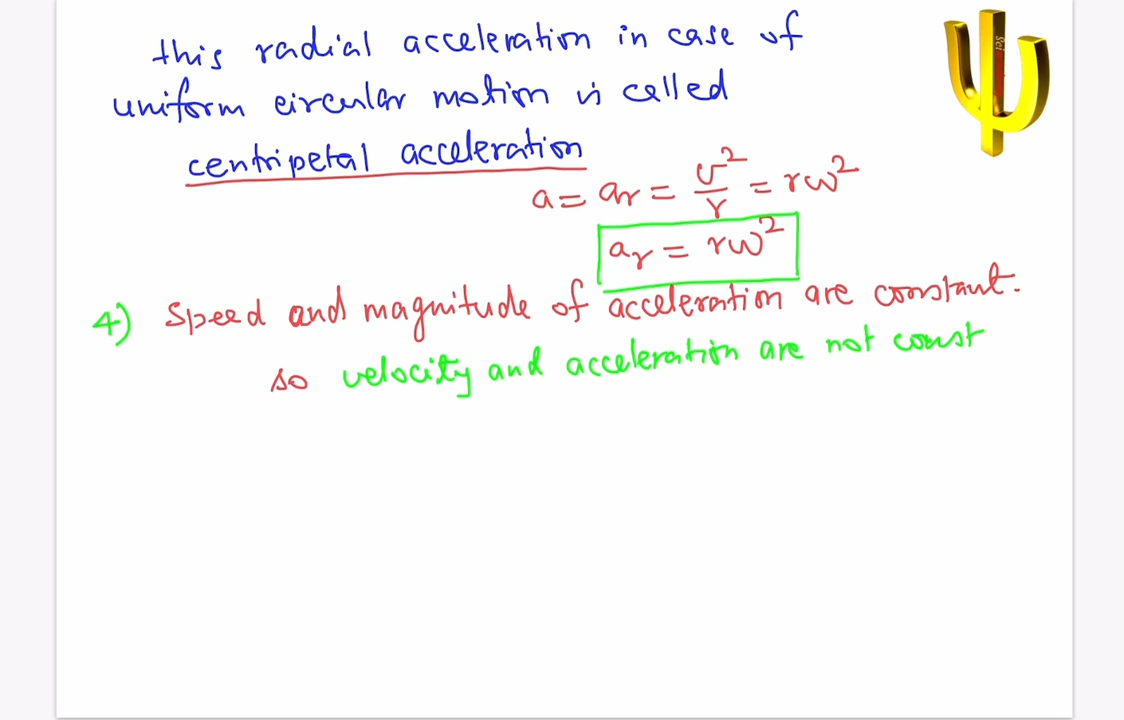 this radial acceleration in case of
uniform circular motion is called
centripetal acceleration
a = ar = v²/r = rω²
ar = rω²
4) Speed and magnitude of acceleration are constant.
so velocity and acceleration are not const